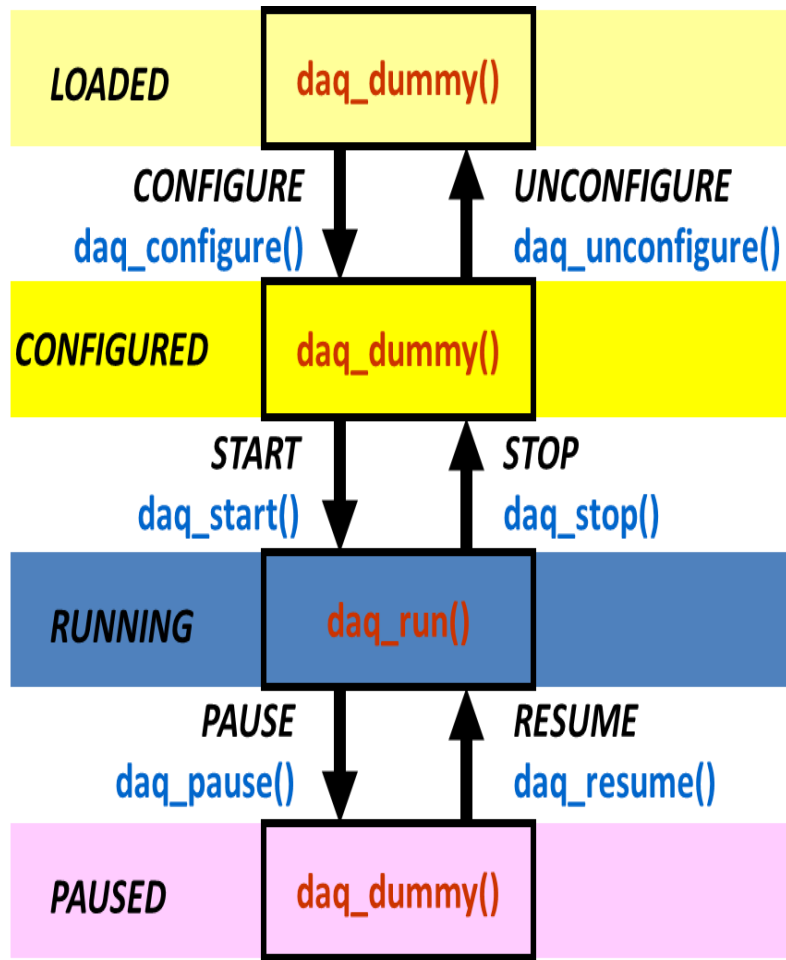 LOADED
daq_dummy()
CONFIGURE
UNCONFIGURE
daq_configure()
daq_unconfigure()
CONFIGURED
daq_dummy()
START
STOP
daq_start()
daq_stop()
RUNNING
daq_run()
PAUSE
RESUME
daq_pause()
daq_resume()
PAUSED
daq_dummy()